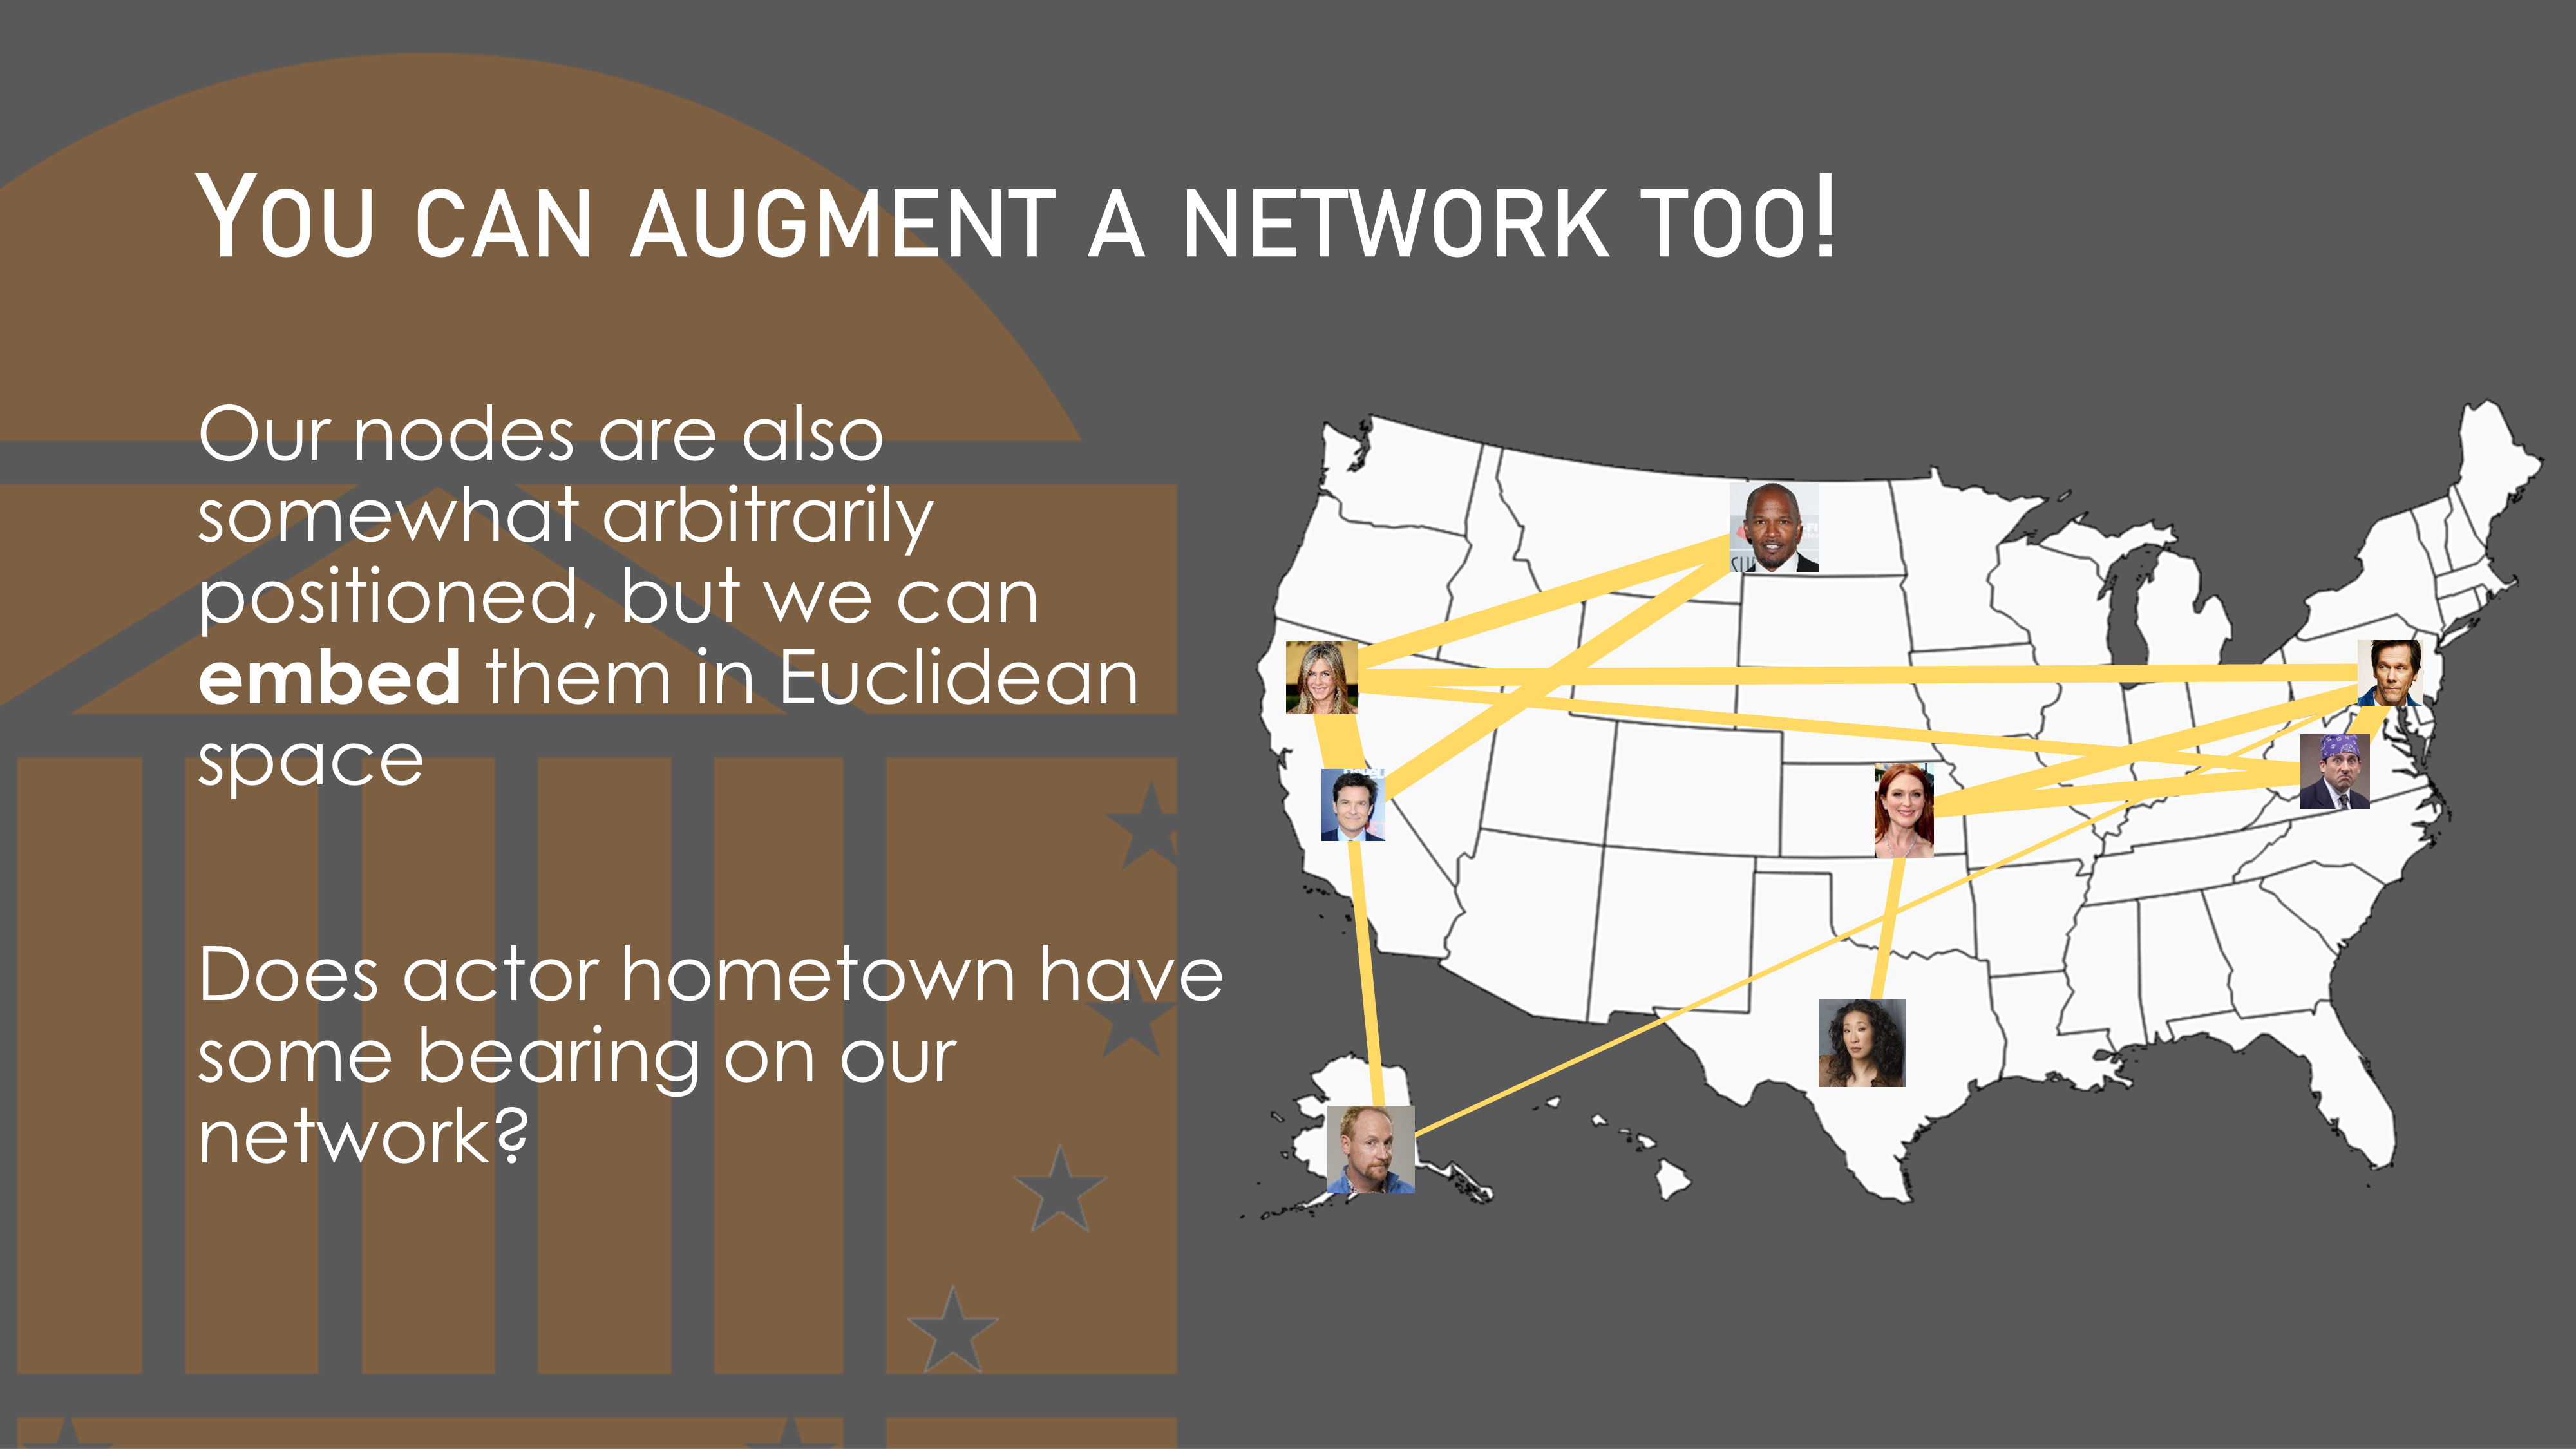 You can augment a network too!
Our nodes are also
somewhat arbitrarily
positioned, but we can
embed them in Euclidean
space
Does actor hometown have
some bearing on our
network?